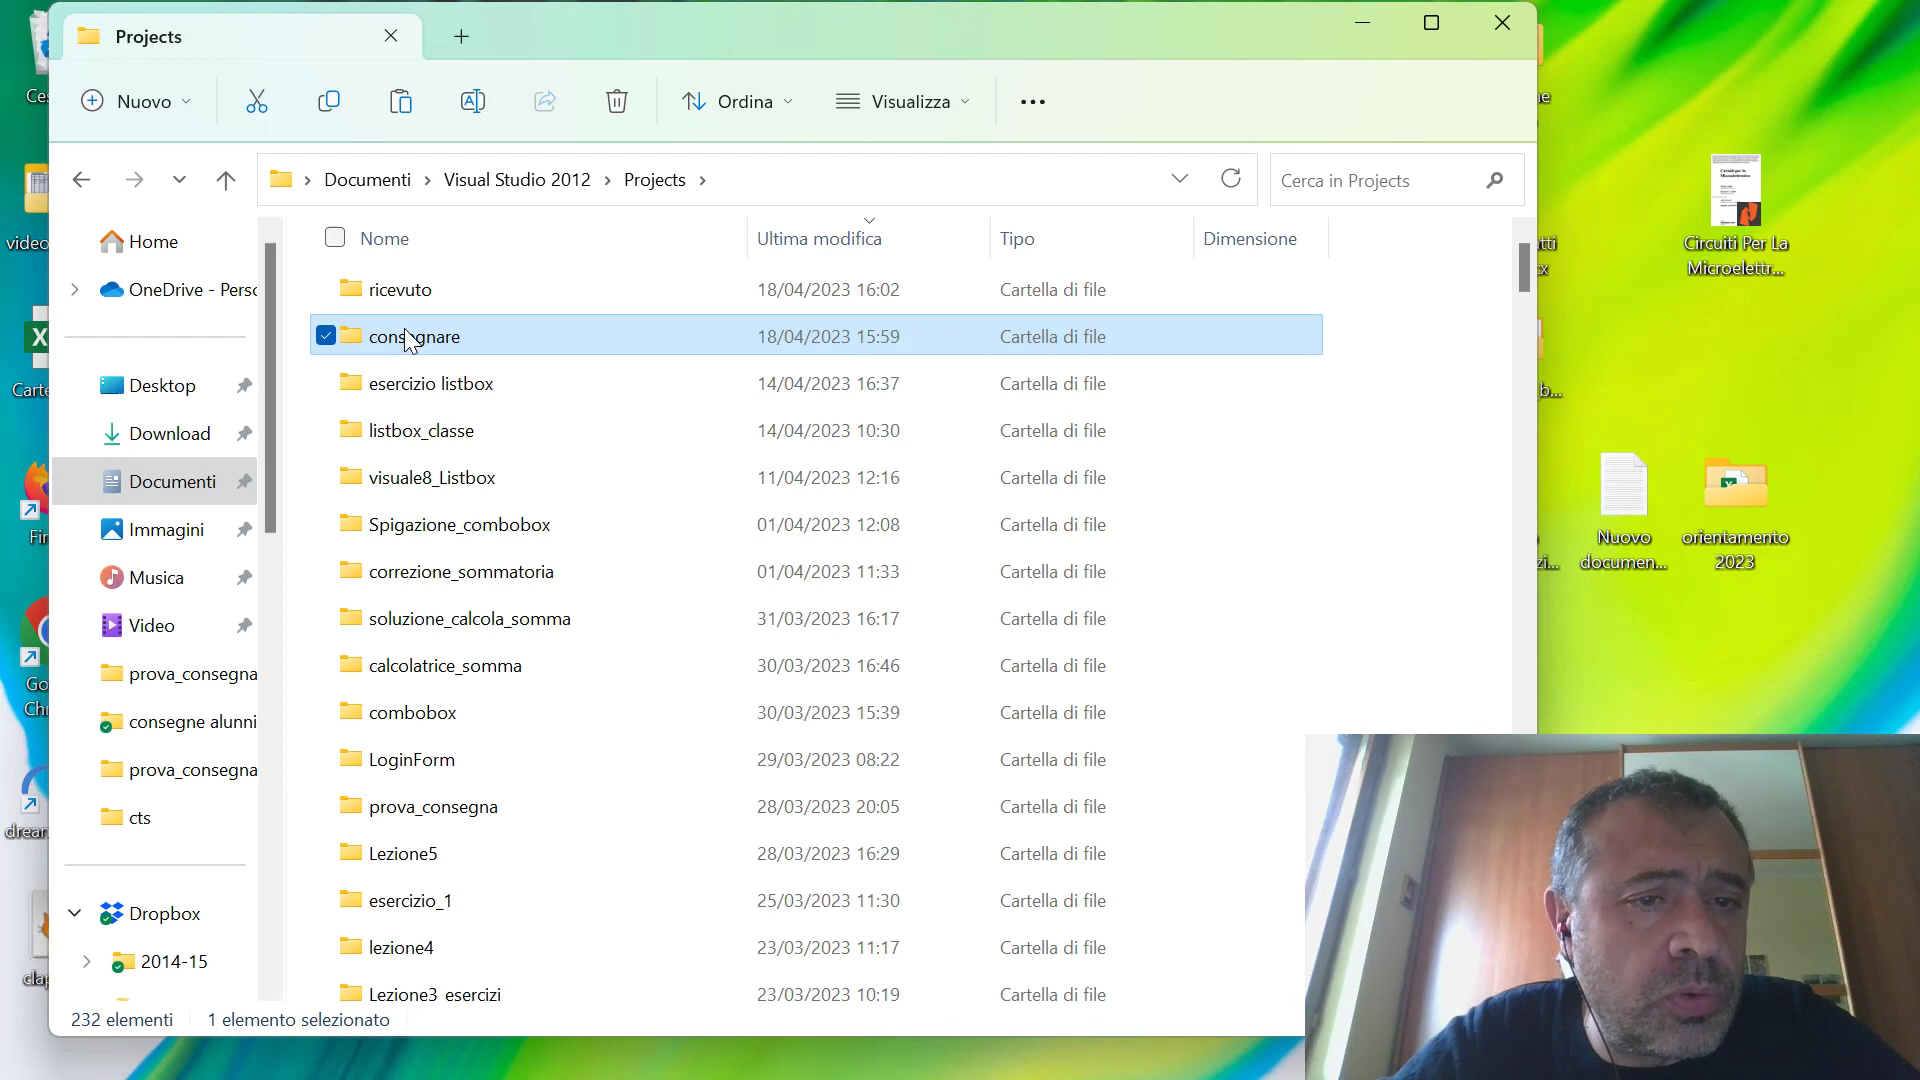 Projects
Nuovo
Ordina
Visualizza
Documenti
Visual Studio 2012
Projects
Cerca in Projects
Home
OneDrive - Perso
Desktop
Download
Documenti
Immagini
Musica
Video
prova_consegna
consegne alunni
prova_consegna
cts
Dropbox
2014-15
Nome Ultima modifica Tipo Dimensione
ricevuto 18/04/2023 16:02 Cartella di file
consegnare 18/04/2023 15:59 Cartella di file
esercizio listbox 14/04/2023 16:37 Cartella di file
listbox_classe 14/04/2023 10:30 Cartella di file
visuale8_Listbox 11/04/2023 12:16 Cartella di file
Spigazione_combobox 01/04/2023 12:08 Cartella di file
correzione_sommatoria 01/04/2023 11:33 Cartella di file
soluzione_calcola_somma 31/03/2023 16:17 Cartella di file
calcolatrice_somma 30/03/2023 16:46 Cartella di file
combobox 30/03/2023 15:39 Cartella di file
LoginForm 29/03/2023 08:22 Cartella di file
prova_consegna 28/03/2023 20:05 Cartella di file
Lezione5 28/03/2023 16:29 Cartella di file
esercizio_1 25/03/2023 11:30 Cartella di file
lezione4 23/03/2023 11:17 Cartella di file
Lezione3 esercizi 23/03/2023 10:19 Cartella di file
232 elementi
1 elemento selezionato
Ces
video
Carte
Fir
Go
Chr
drear
clap
Circuiti Per La
Microelettr...
Nuovo
documen...
orientamento
2023